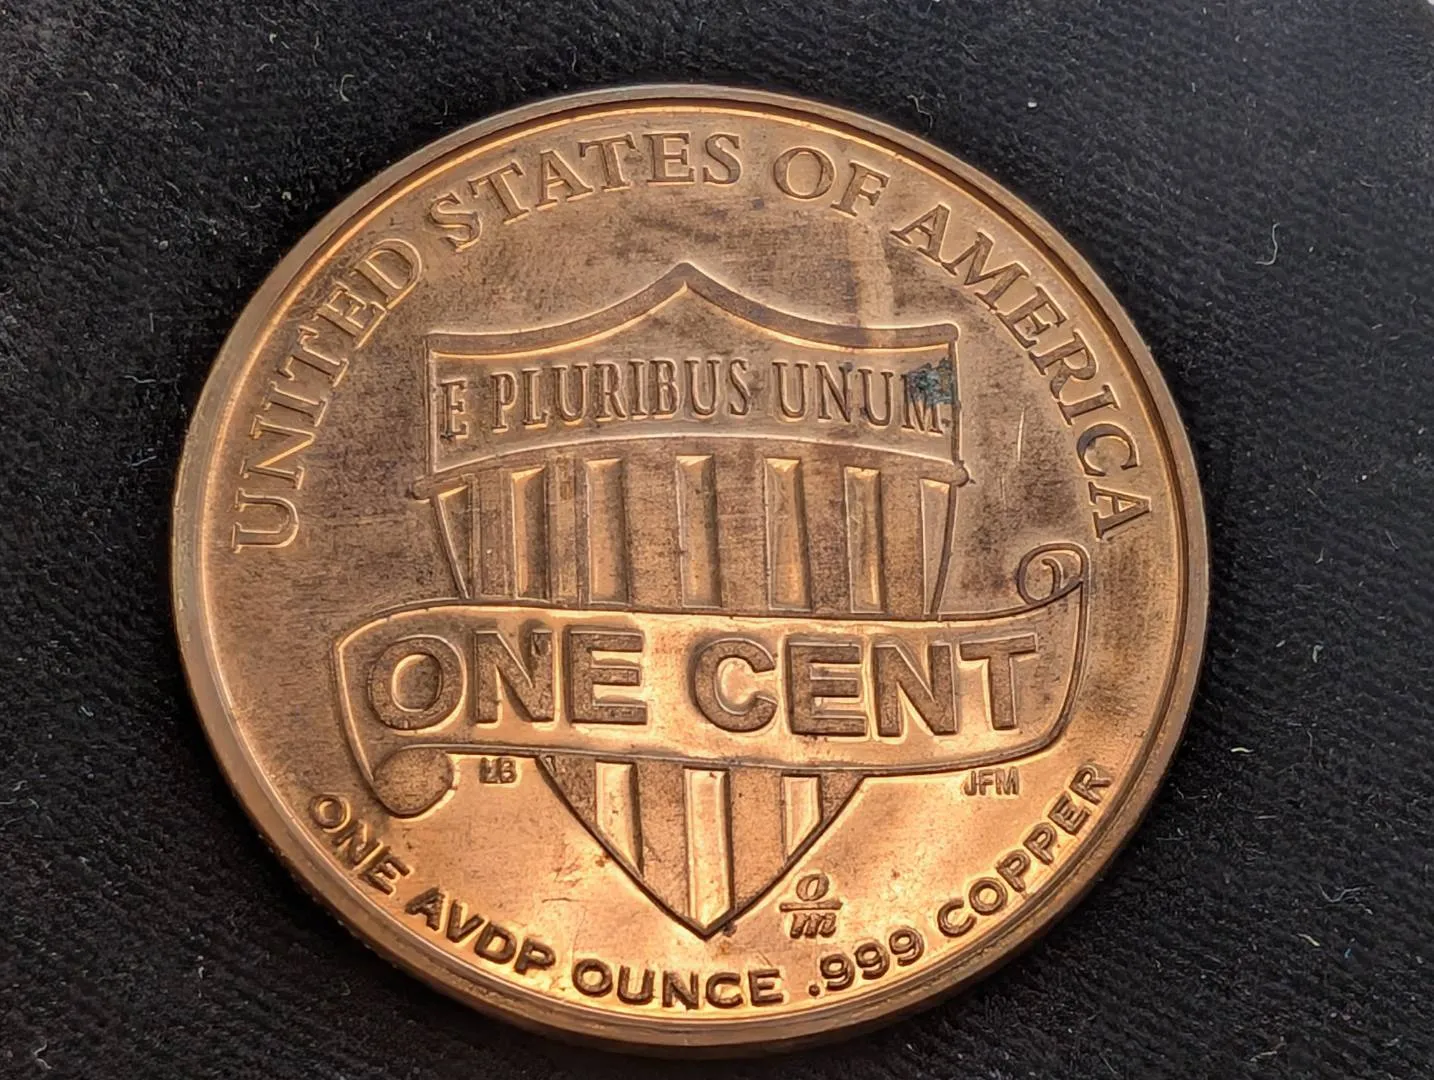 UNITED STATES OF AMERICA
E PLURIBUS UNUM
ONE CENT
LB
JFM
o
m
ONE AVDP OUNCE .999 COPPER